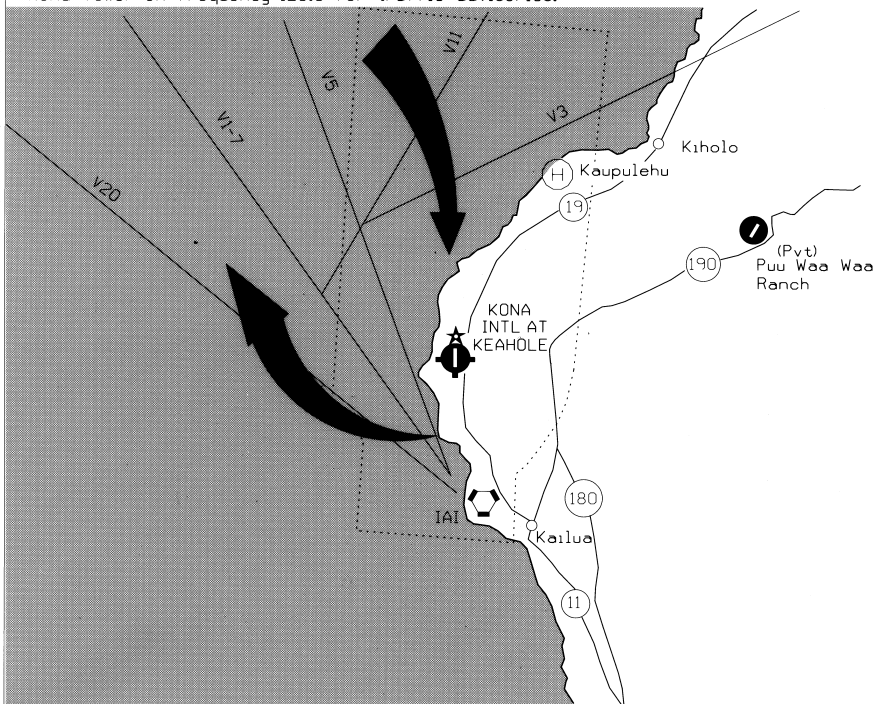 V11
V5
V3
V1-7
V20
Kiholo
H
Kaupulehu
19
(Pvt)
Puu Waa Waa
Ranch
190
KONA
INTL AT
KEAHOLE
180
IAI
Kailua
11